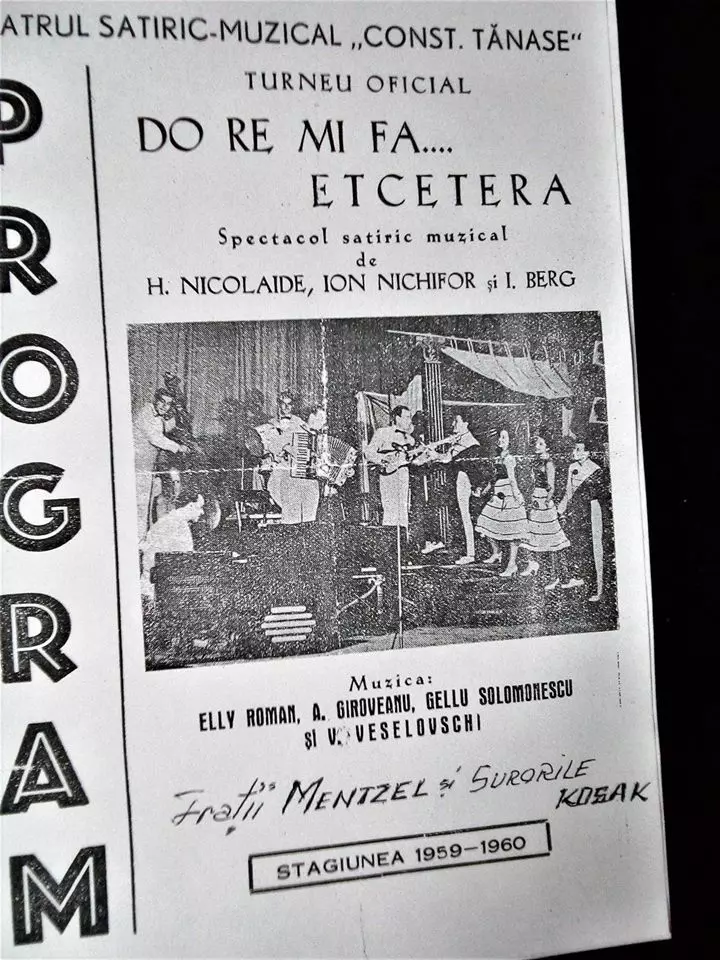 ATRUL SATIRIC-MUZICAL „CONST. TĂNASE“
PROGRAM
TURNEU OFICIAL
DO RE MI FA....
ETCETERA
Spectacol satiric muzical
de
H. NICOLAIDE, ION NICHIFOR și I. BERG
Muzica:
ELLY ROMAN, A. GIROVEANU, GELLU SOLOMONESCU
ȘI V. VESELOVSCHI
Frații MENTZEL și SURORILE
KOSAK
STAGIUNEA 1959—1960